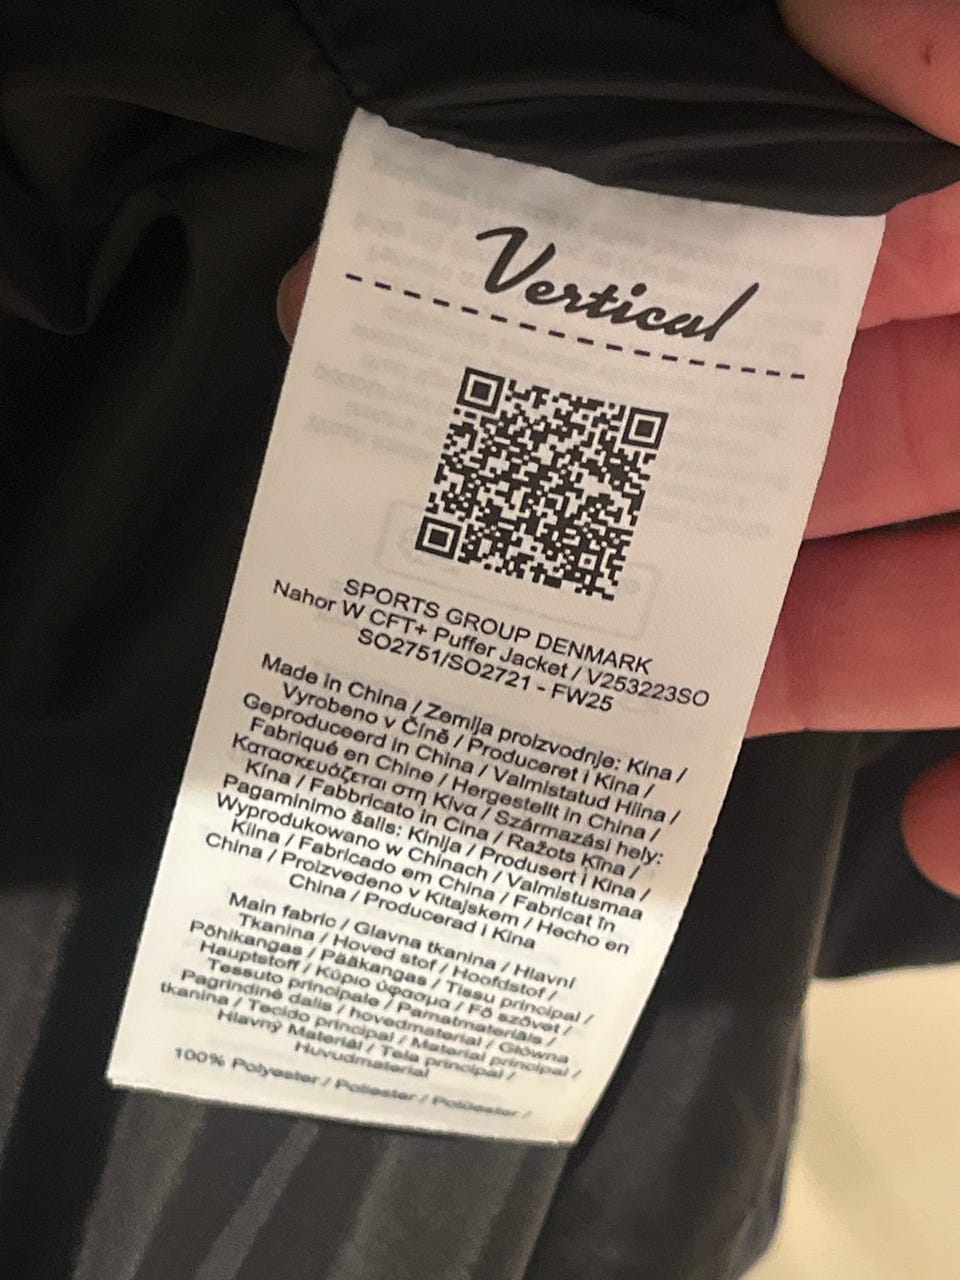 Vertical
SPORTS GROUP DENMARK
Nahor W CFT+ Puffer Jacket / V253223SO
SO2751/SO2721 - FW25
Made in China / Zemlja proizvodnje: Kina /
Vyrobeno v Číně / Produceret i Kina /
Geproduceerd in China / Valmistatud Hiina /
Fabriqué en Chine / Hergestellt in China /
Κατασκευάζεται στη Κίνα / Származási hely:
Kína / Fabbricato in Cina / Ražots Ķīna /
Pagaminimo šalis: Kinija / Produsert i Kina /
Wyprodukowano w Chinach / Valmistusmaa
Kiina / Fabricado em China / Fabricat în
China / Proizvedeno v Kitajskem / Hecho en
China / Producerad i Kina
Main fabric / Glavna tkanina / Hlavní
Tkanina / Hoved stof / Hoofdstof /
Põhikangas / Pääkangas / Tissu principal /
Hauptstoff / Κύριο ύφασμα / Fő szövet /
Tessuto principale / Pamatmateriāls /
Pagrindinė dalis / hovedmaterial / Główna
tkanina / Tecido principal / Material principal /
Hlavný Materiál / Tela principal /
Huvudmaterial
100% Polyester / Poliester / Polüester /